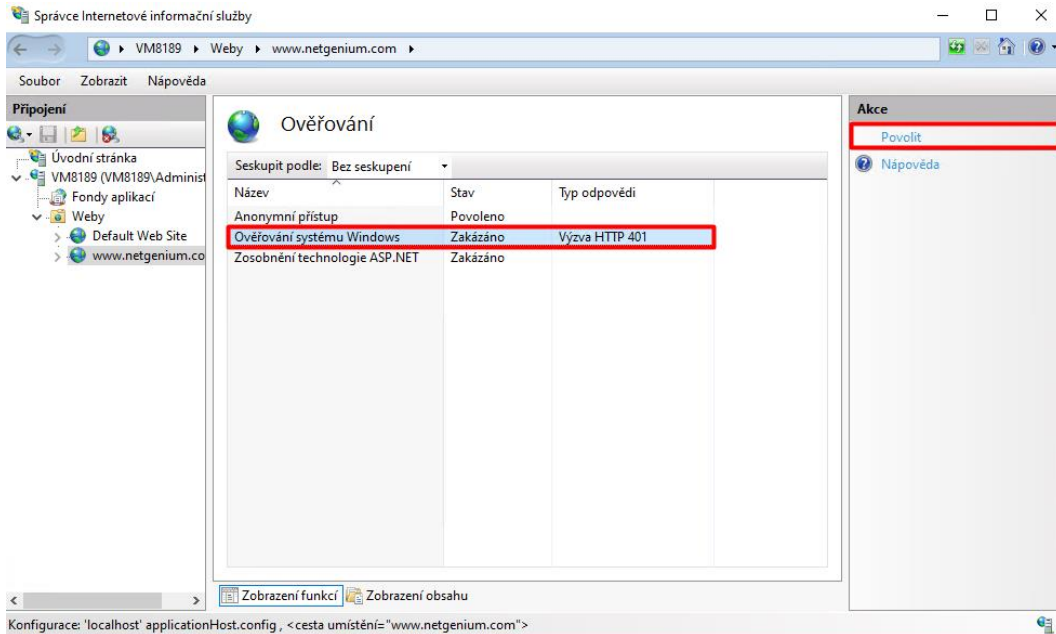 Správce Internetové informační služby
VM8189 Weby www.netgenium.com
Soubor Zobrazit Nápověda
Připojení
Úvodní stránka
VM8189 (VM8189\Administ
Fondy aplikací
Weby
Default Web Site
www.netgenium.co
Ověřování
Seskupit podle: Bez seskupení
Název Stav Typ odpovědi
Anonymní přístup Povoleno
Ověřování systému Windows Zakázáno Výzva HTTP 401
Zosobnění technologie ASP.NET Zakázáno
Zobrazení funkcí Zobrazení obsahu
Akce
Povolit
Nápověda
Konfigurace: 'localhost' applicationHost.config , <cesta umístění="www.netgenium.com">